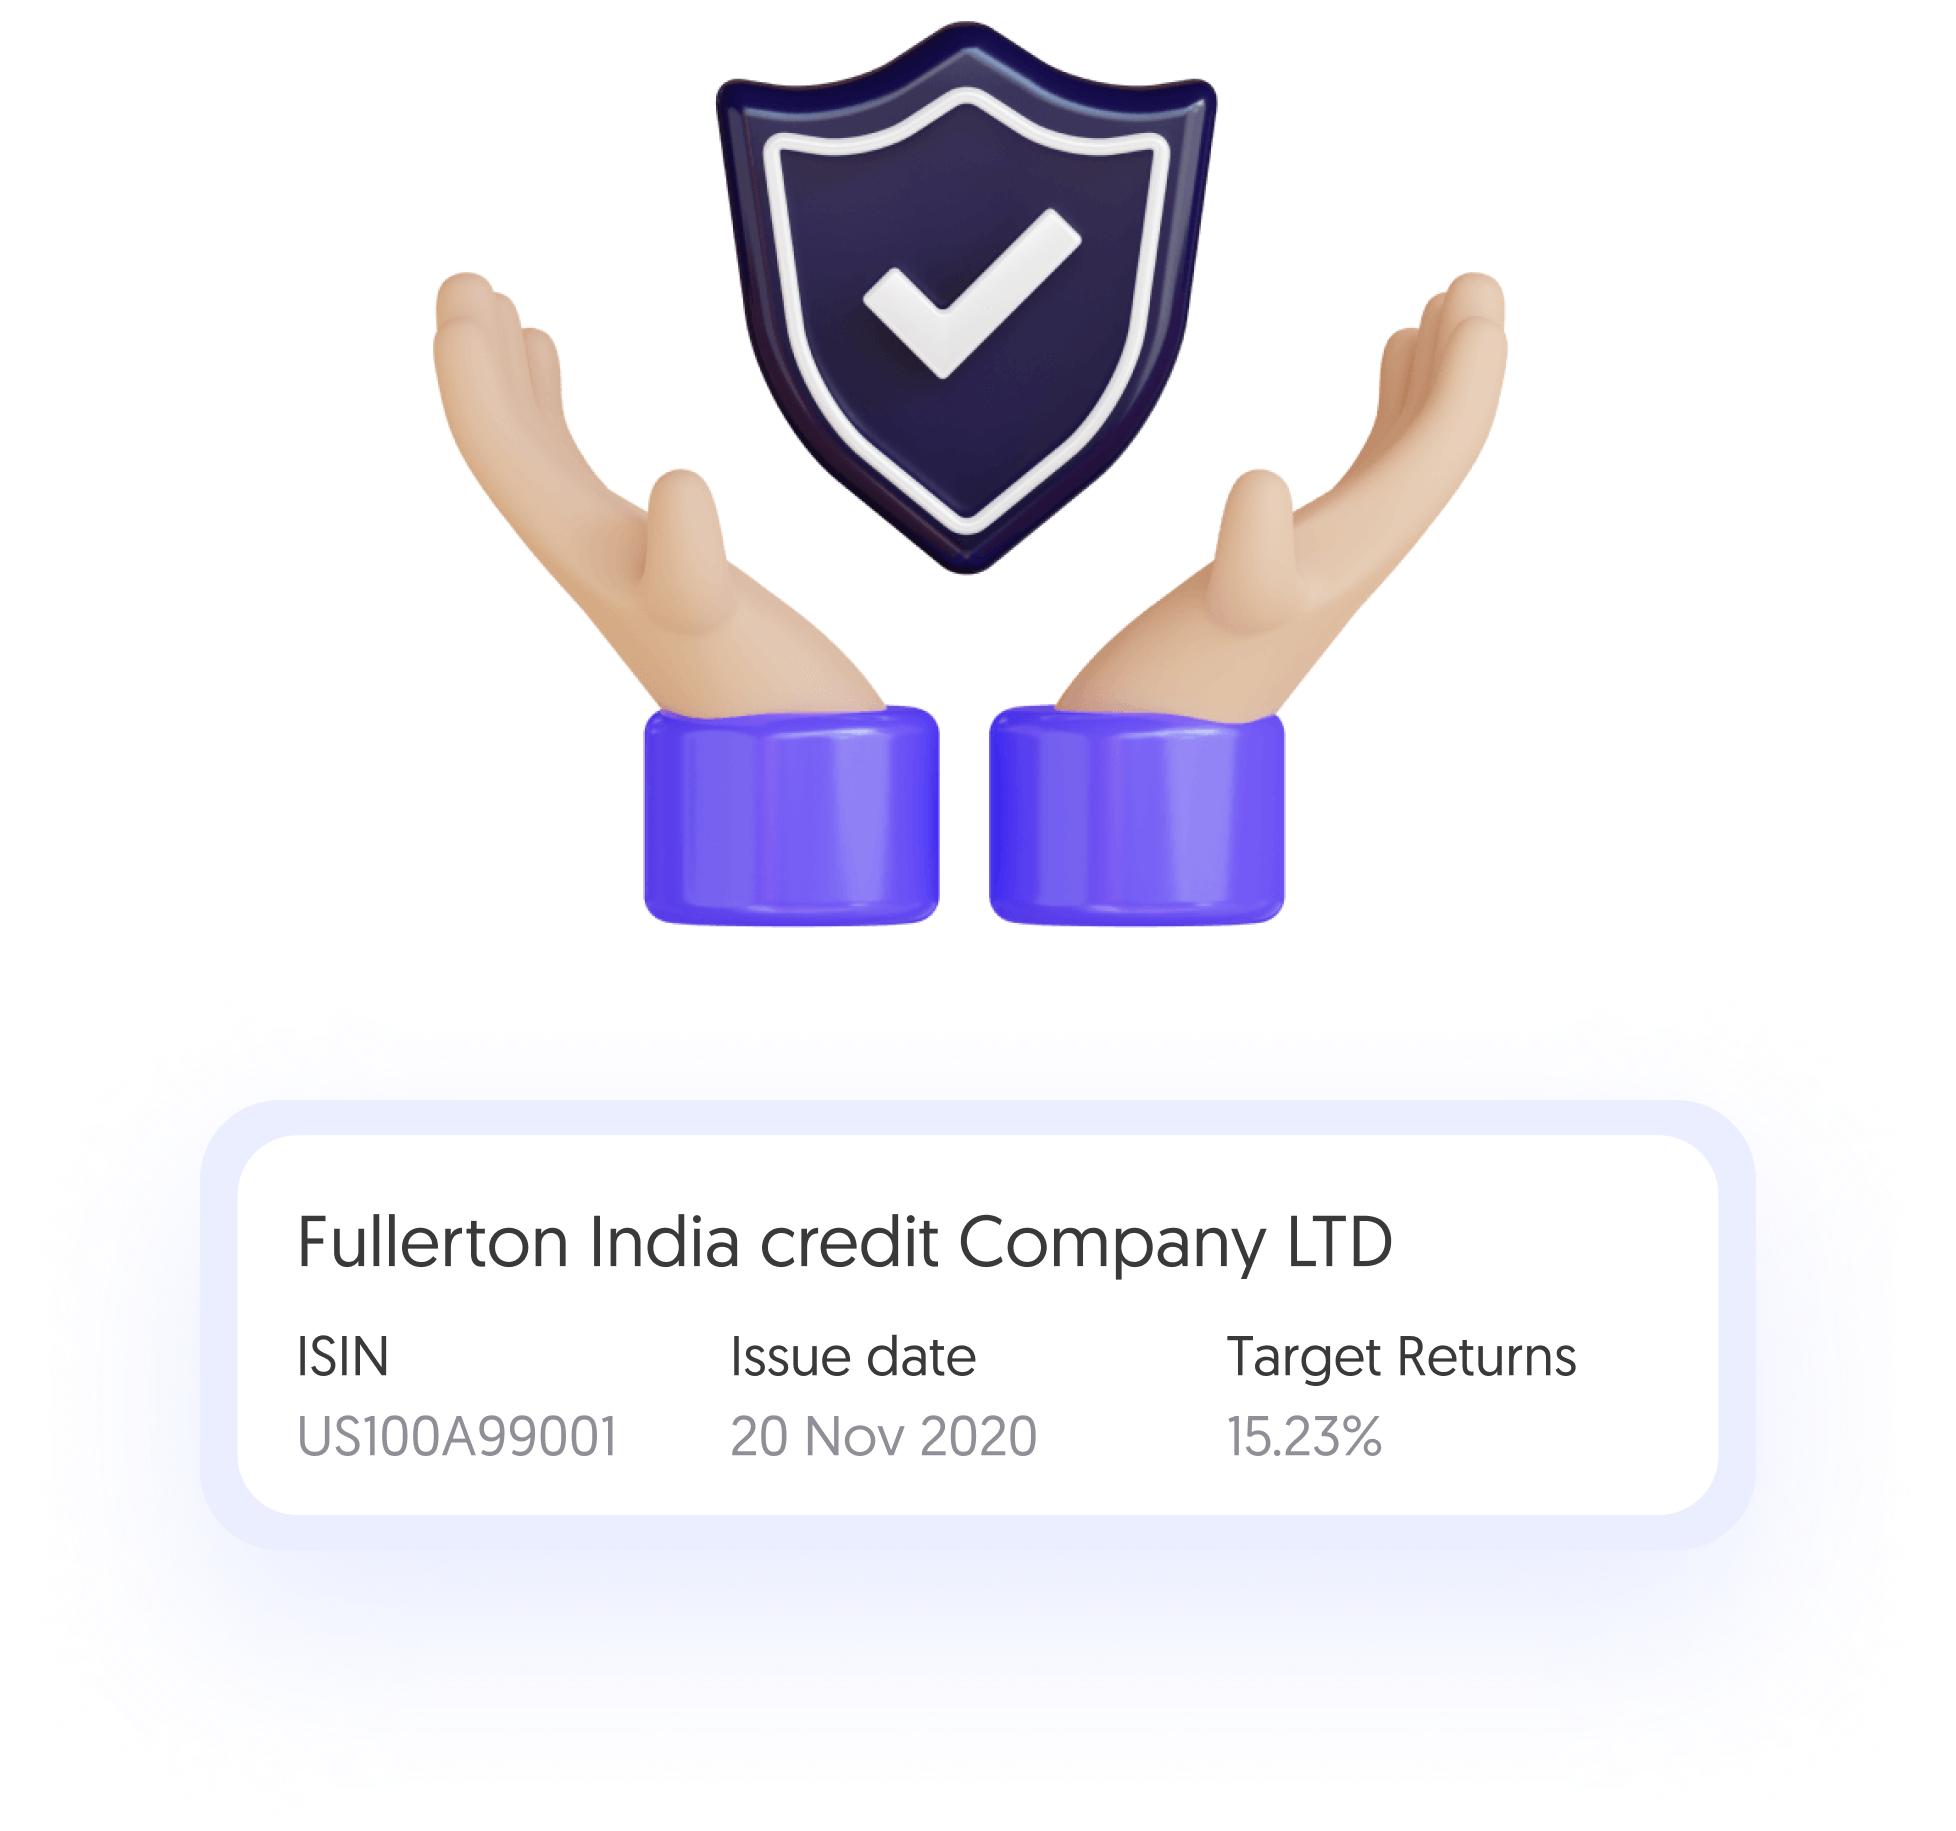 Fullerton India credit Company LTD
ISIN Issue date Target Returns
US100A99001 20 Nov 2020 15.23%